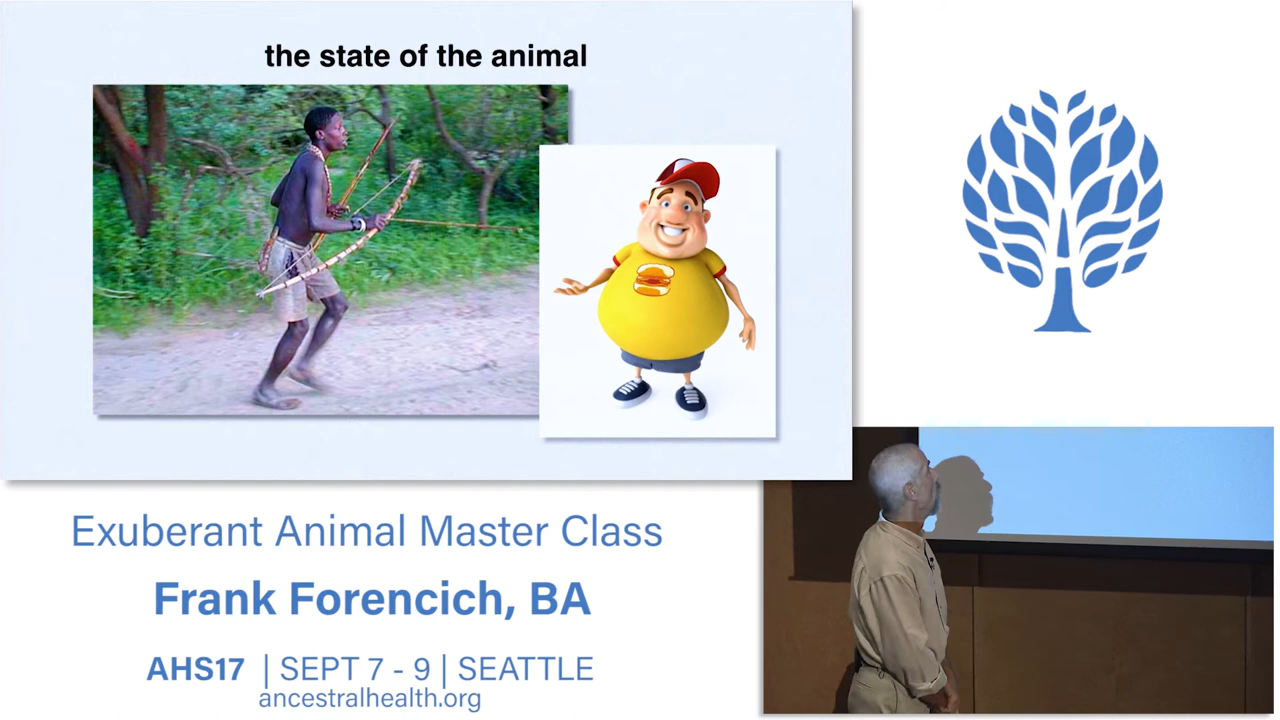 the state of the animal
Exuberant Animal Master Class
Frank Forencich, BA
AHS17 | SEPT 7 - 9 | SEATTLE
ancestralhealth.org